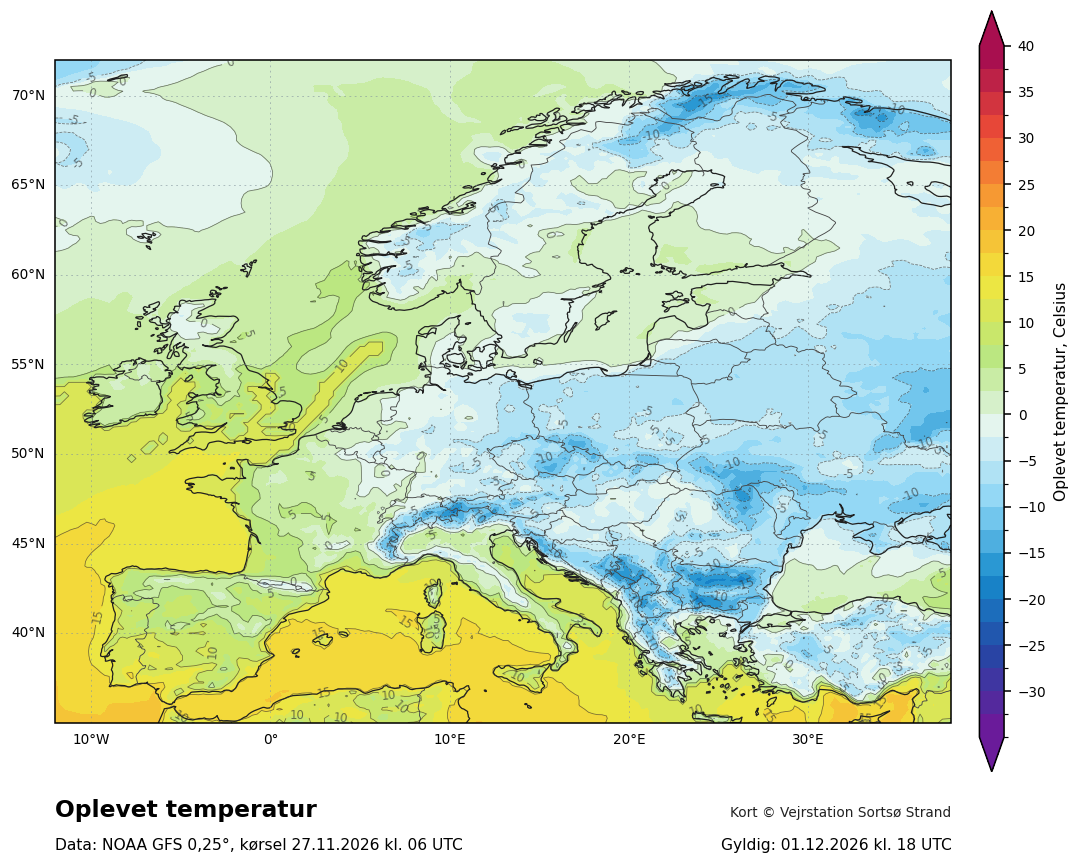 70°N
65°N
60°N
55°N
50°N
45°N
40°N
10°W
0°
10°E
20°E
30°E
40
35
30
25
20
15
10
5
0
−5
−10
−15
−20
−25
−30
Oplevet temperatur, Celsius
Oplevet temperatur
Kort © Vejrstation Sortsø Strand
Data: NOAA GFS 0,25°, kørsel 27.11.2026 kl. 06 UTC
Gyldig: 01.12.2026 kl. 18 UTC